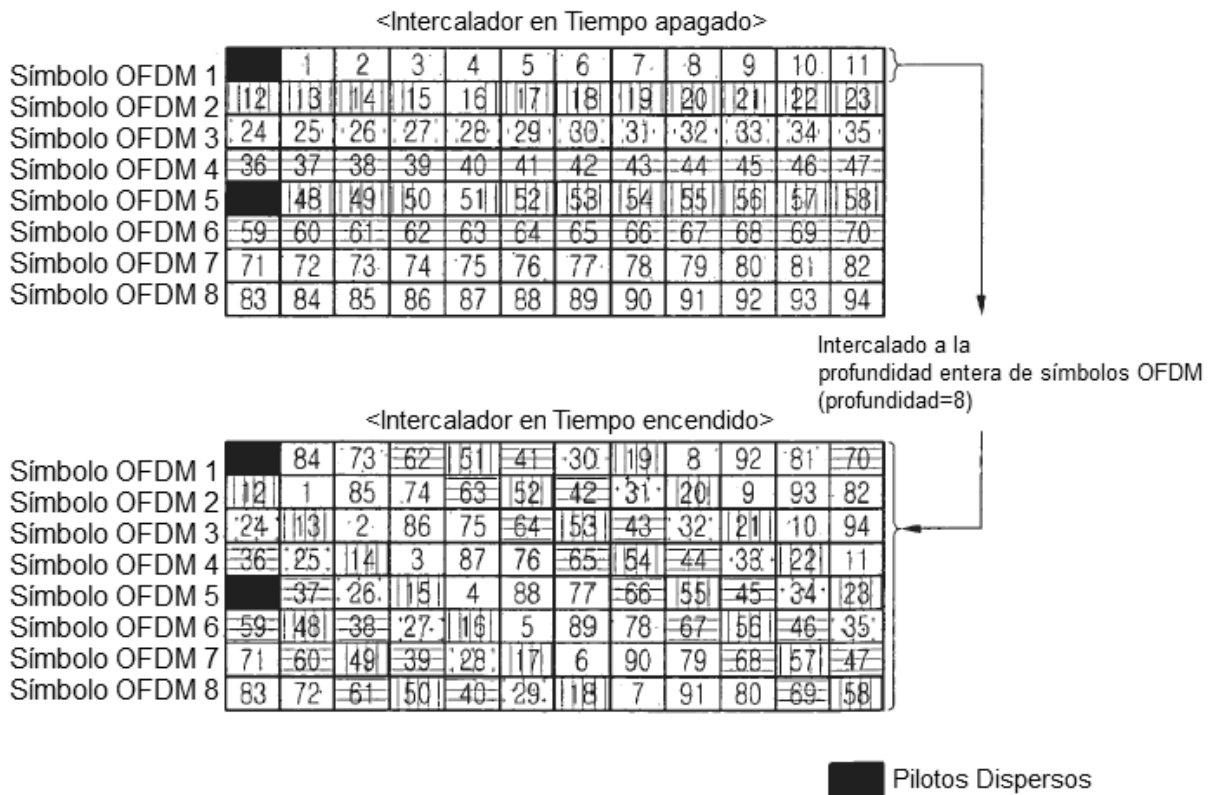 <Intercalador en Tiempo apagado>
Símbolo OFDM 1 1 2 3 4 5 6 7 8 9 10 11
Símbolo OFDM 2 12 13 14 15 16 17 18 19 20 21 22 23
Símbolo OFDM 3 24 25 26 27 28 29 30 31 32 33 34 35
Símbolo OFDM 4 36 37 38 39 40 41 42 43 44 45 46 47
Símbolo OFDM 5 48 49 50 51 52 53 54 55 56 57 58
Símbolo OFDM 6 59 60 61 62 63 64 65 66 67 68 69 70
Símbolo OFDM 7 71 72 73 74 75 76 77 78 79 80 81 82
Símbolo OFDM 8 83 84 85 86 87 88 89 90 91 92 93 94
Intercalado a la
profundidad entera de símbolos OFDM
(profundidad=8)
<Intercalador en Tiempo encendido>
Símbolo OFDM 1 84 73 62 51 41 30 19 8 92 81 70
Símbolo OFDM 2 12 1 85 74 63 52 42 31 20 9 93 82
Símbolo OFDM 3 24 13 2 86 75 64 53 43 32 21 10 94
Símbolo OFDM 4 36 25 14 3 87 76 65 54 44 33 22 11
Símbolo OFDM 5 37 26 15 4 88 77 66 55 45 34 23
Símbolo OFDM 6 59 48 38 27 16 5 89 78 67 56 46 35
Símbolo OFDM 7 71 60 49 39 28 17 6 90 79 68 57 47
Símbolo OFDM 8 83 72 61 50 40 29 18 7 91 80 69 58
Pilotos Dispersos